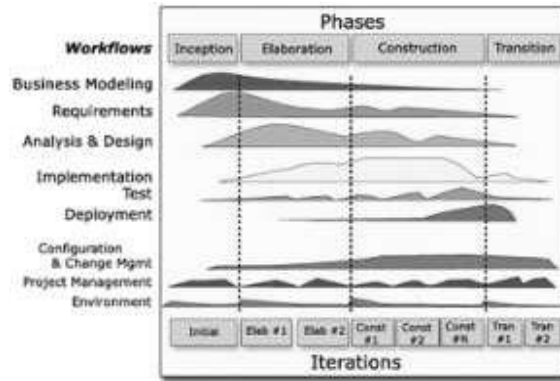 Phases
Workflows Inception Elaboration Construction Transition
Business Modeling
Requirements
Analysis & Design
Implementation
Test
Deployment
Configuration
& Change Mgmt
Project Management
Environment
Initial Elab #1 Elab #2 Const #1 Const #2 Const #N Tran #1 Tran #2
Iterations